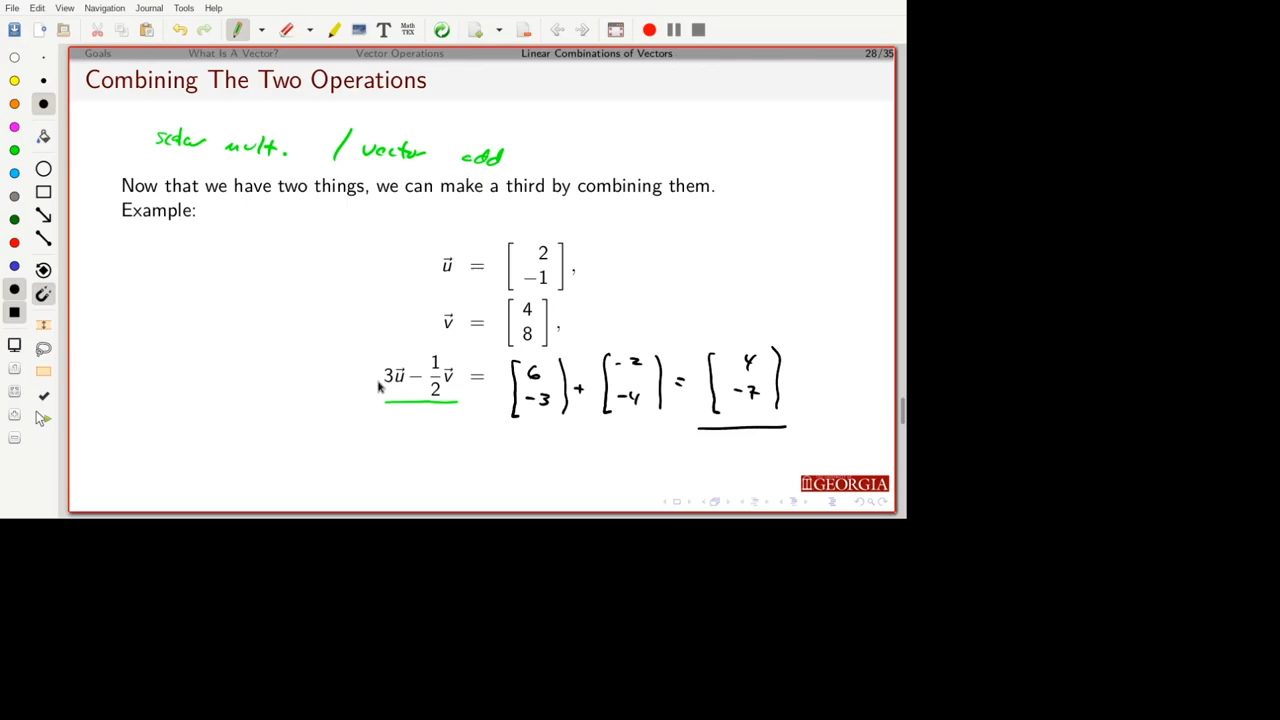 File Edit View Navigation Journal Tools Help
T Math TEX
Goals What Is A Vector? Vector Operations Linear Combinations of Vectors 28/35
Combining The Two Operations
mult. / vector add
Now that we have two things, we can make a third by combining them.
Example:
u⃗ = [ 2 -1 ],
v⃗ = [ 4 8 ],
3u⃗ − 1/2 v⃗ = [ 6 -3 ] + [ -2 -4 ] = [ 4 -7 ]
GEORGIA